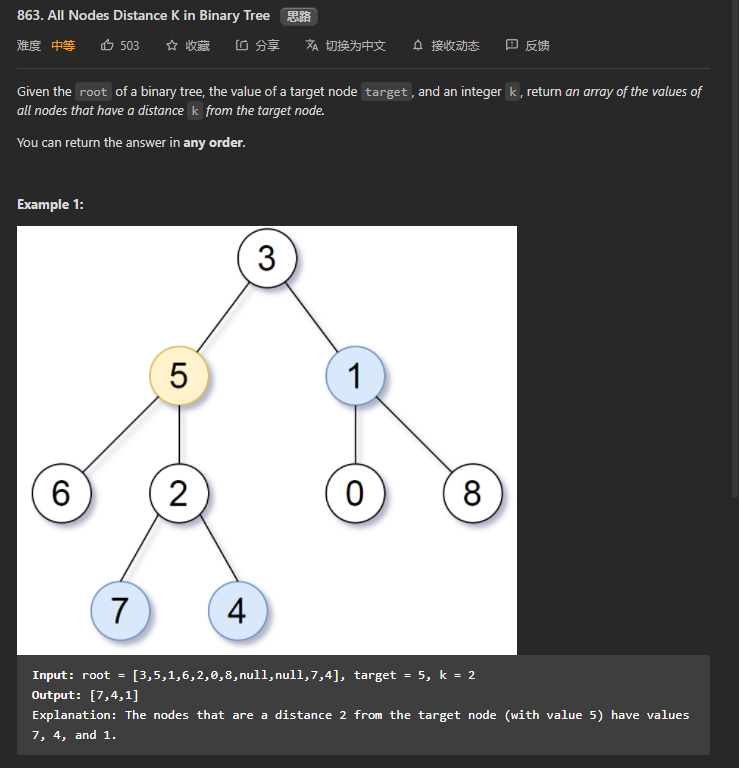 863. All Nodes Distance K in Binary Tree 思路
难度 中等 503 收藏 分享 切换为中文 接收动态 反馈
Given the root of a binary tree, the value of a target node target, and an integer k, return an array of the values of
all nodes that have a distance k from the target node.
You can return the answer in any order.
Example 1:
3
5 1
6 2 0 8
7 4
Input: root = [3,5,1,6,2,0,8,null,null,7,4], target = 5, k = 2
Output: [7,4,1]
Explanation: The nodes that are a distance 2 from the target node (with value 5) have values
7, 4, and 1.